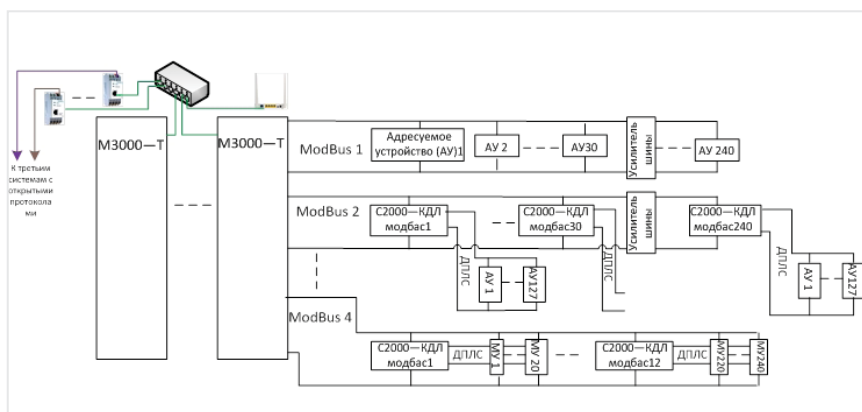 К третьим
системам с
открытыми
протокола
ми
М3000—Т
М3000—Т
ModBus 1
Адресуемое
устройство (АУ)1
АУ 2
АУ30
Усилитель
шины
АУ 240
ModBus 2
С2000—КДЛ
модбас1
С2000—КДЛ
модбас30
Усилитель
шины
С2000—КДЛ
модбас240
ДПЛС
АУ 1
АУ127
ДПЛС
ДПЛС
АУ 1
АУ127
ModBus 4
С2000—КДЛ
модбас1
ДПЛС
МУ 1
МУ 20
С2000—КДЛ
модбас12
ДПЛС
МУ220
МУ240